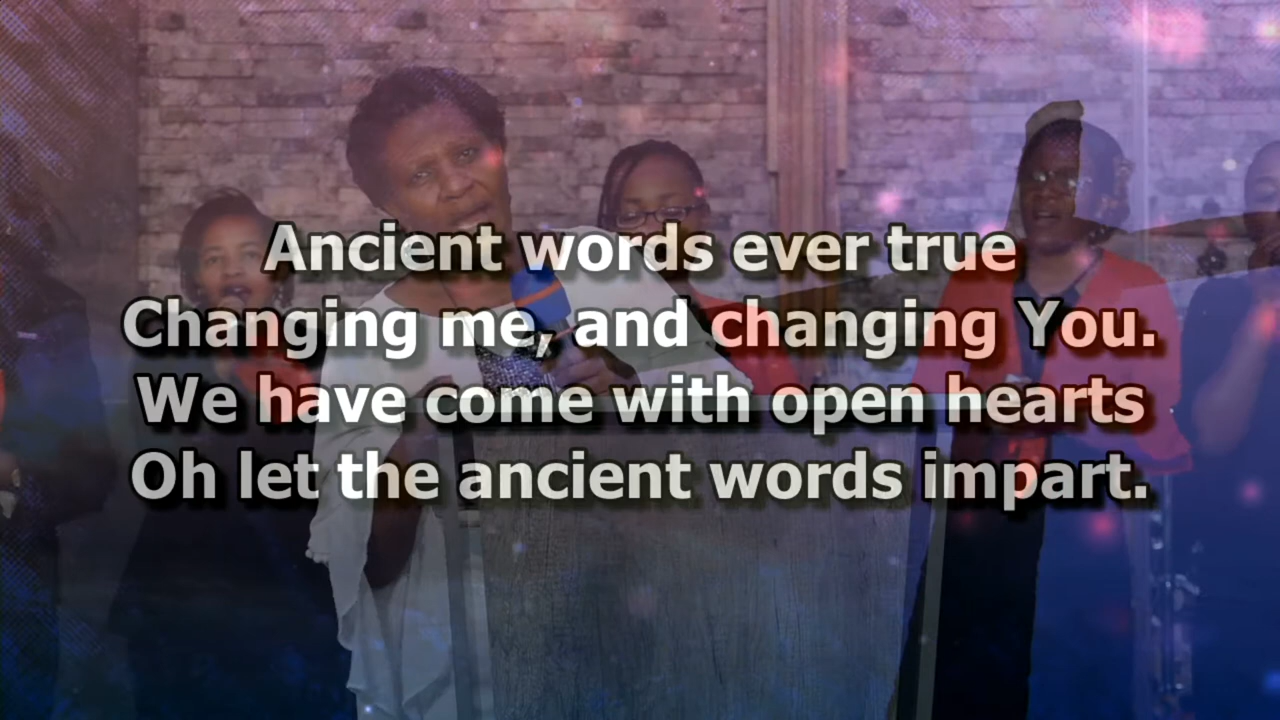 Ancient words ever true
Changing me, and changing You.
We have come with open hearts
Oh let the ancient words impart.